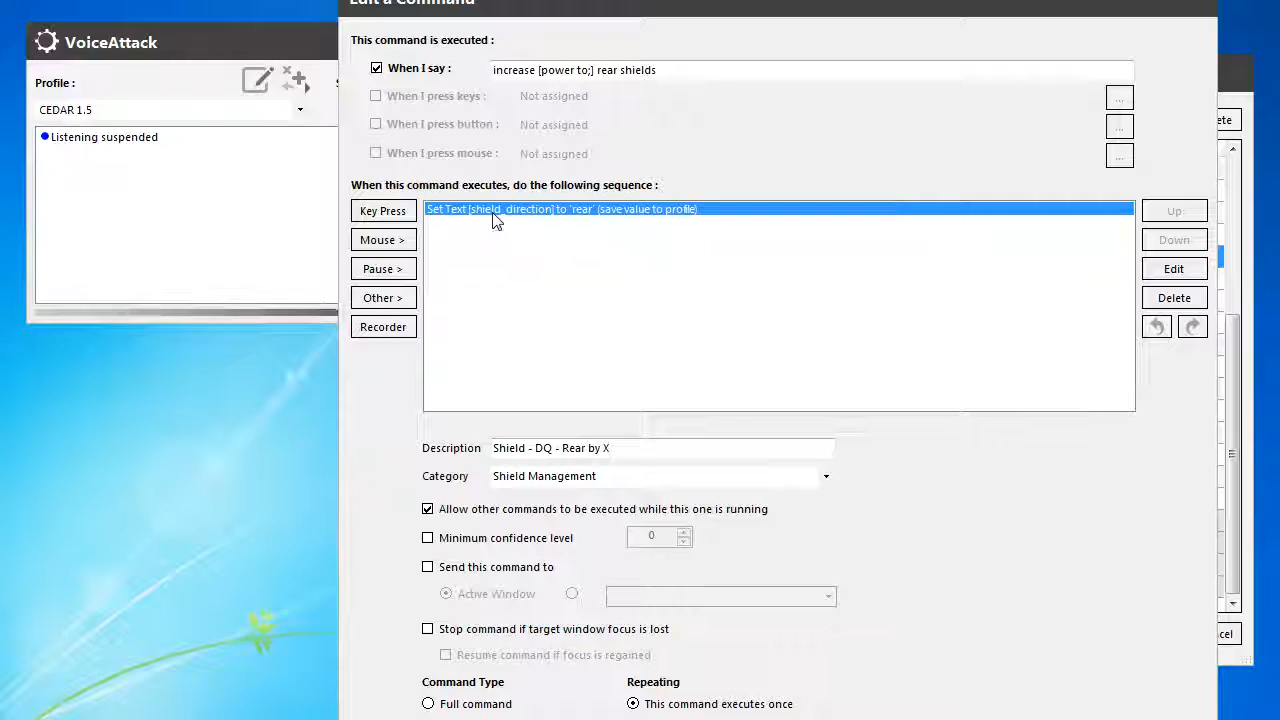 Edit a Command
VoiceAttack
This command is executed :
Profile :
When I say :
increase [power to;] rear shields
CEDAR 1.5
When I press keys :
Not assigned
...
Listening suspended
When I press button :
Not assigned
...
ete
When I press mouse :
Not assigned
...
When this command executes, do the following sequence :
Key Press
Set Text [shield_direction] to 'rear' (save value to profile)
Up
Mouse >
Down
Pause >
Edit
Other >
Delete
Recorder
Description
Shield - DQ - Rear by X
Category
Shield Management
Allow other commands to be executed while this one is running
Minimum confidence level
0
Send this command to
Active Window
Stop command if target window focus is lost
cel
Resume command if focus is regained
Command Type
Repeating
Full command
This command executes once